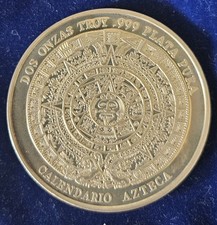 DOS ONZAS TROY .999 PLATA PURA
CALENDARIO AZTECA